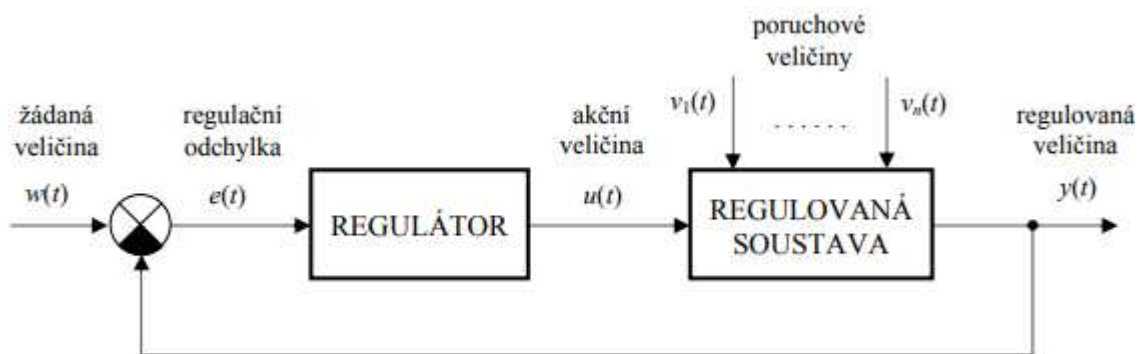 poruchové
veličiny
žádaná
veličina
w(t)
regulační
odchylka
e(t)
REGULÁTOR
akční
veličina
u(t)
v₁(t)
. . . . . .
vₙ(t)
REGULOVANÁ
SOUSTAVA
regulovaná
veličina
y(t)